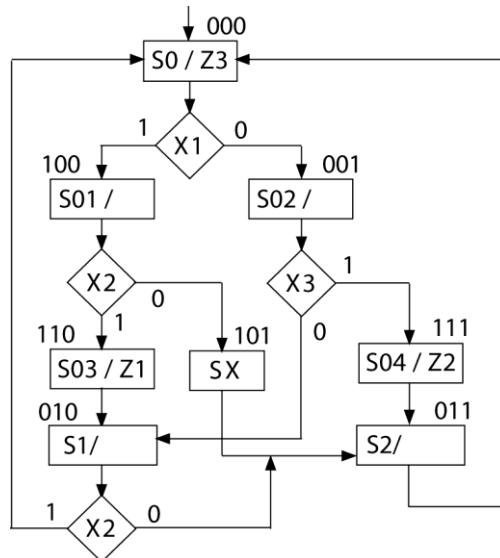 000
S0 / Z3
1 X1 0
100 001
S01 / S02 /
X2 0 X3 1
1 0
110 101 111
S03 / Z1 SX S04 / Z2
010 011
S1/ S2/
1 X2 0